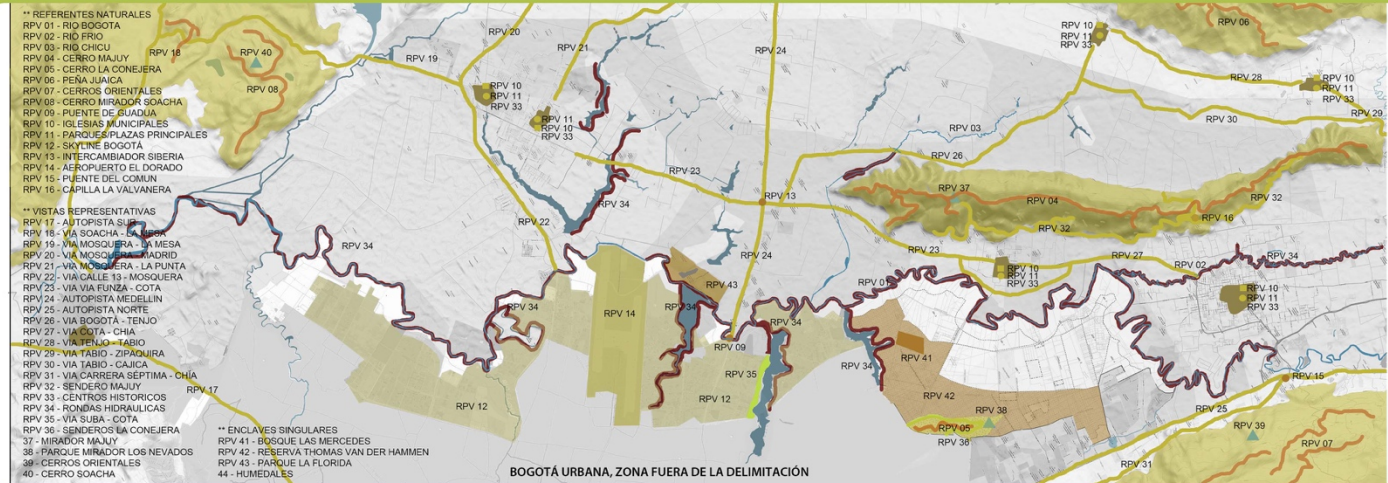 ** REFERENTES NATURALES
RPV 01 - RIO BOGOTA
RPV 02 - RIO FRIO
RPV 03 - RIO CHICU
RPV 04 - CERRO MAJUY
RPV 05 - CERRO LA CONEJERA
RPV 06 - PEÑA JUAICA
RPV 07 - CERROS ORIENTALES
RPV 08 - CERRO MIRADOR SOACHA
RPV 09 - PUENTE DE GUADUA
RPV 10 - IGLESIAS MUNICIPALES
RPV 11 - PARQUES/PLAZAS PRINCIPALES
RPV 12 - SKYLINE BOGOTÁ
RPV 13 - INTERCAMBIADOR SIBERIA
RPV 14 - AEROPUERTO EL DORADO
RPV 15 - PUENTE DEL COMUN
RPV 16 - CAPILLA LA VALVANERA
** VISTAS REPRESENTATIVAS
RPV 17 - AUTOPISTA SUR
RPV 18 - VIA SOACHA - LA MESA
RPV 19 - VIA MOSQUERA - LA MESA
RPV 20 - VIA MOSQUERA - MADRID
RPV 21 - VIA MOSQUERA - LA PUNTA
RPV 22 - VIA CALLE 13 - MOSQUERA
RPV 23 - VIA VIA FUNZA - COTA
RPV 24 - AUTOPISTA MEDELLIN
RPV 25 - AUTOPISTA NORTE
RPV 26 - VIA BOGOTÁ - TENJO
RPV 27 - VIA COTA - CHIA
RPV 28 - VIA TENJO - TABIO
RPV 29 - VIA TABIO - ZIPAQUIRA
RPV 30 - VIA TABIO - CAJICA
RPV 31 - VIA CARRERA SÉPTIMA - CHÍA
RPV 32 - SENDERO MAJUY
RPV 33 - CENTROS HISTORICOS
RPV 34 - RONDAS HIDRAULICAS
RPV 35 - VIA SUBA - COTA
RPV 36 - SENDEROS LA CONEJERA
37 - MIRADOR MAJUY
38 - PARQUE MIRADOR LOS NEVADOS
39 - CERROS ORIENTALES
40 - CERRO SOACHA
** ENCLAVES SINGULARES
RPV 41 - BOSQUE LAS MERCEDES
RPV 42 - RESERVA THOMAS VAN DER HAMMEN
RPV 43 - PARQUE LA FLORIDA
44 - HUMEDALES
RPV 18
RPV 40
RPV 08
RPV 19
RPV 20
RPV 21
RPV 24
RPV 10
RPV 11
RPV 33
RPV 11
RPV 10
RPV 33
RPV 23
RPV 13
RPV 34
RPV 22
RPV 34
RPV 24
RPV 06
RPV 10
RPV 11
RPV 33
RPV 28
RPV 10
RPV 11
RPV 33
RPV 29
RPV 30
RPV 03
RPV 26
RPV 37
RPV 04
RPV 32
RPV 16
RPV 32
RPV 23
RPV 27
RPV 02
RPV 34
RPV 10
RPV 11
RPV 33
RPV 10
RPV 11
RPV 33
RPV 01
RPV 43
RPV 34
RPV 34
RPV 14
RPV 34
RPV 09
RPV 35
RPV 34
RPV 41
RPV 42
RPV 12
RPV 12
RPV 17
RPV 38
RPV 05
RPV 36
RPV 15
RPV 25
RPV 39
RPV 07
RPV 31
BOGOTÁ URBANA, ZONA FUERA DE LA DELIMITACIÓN